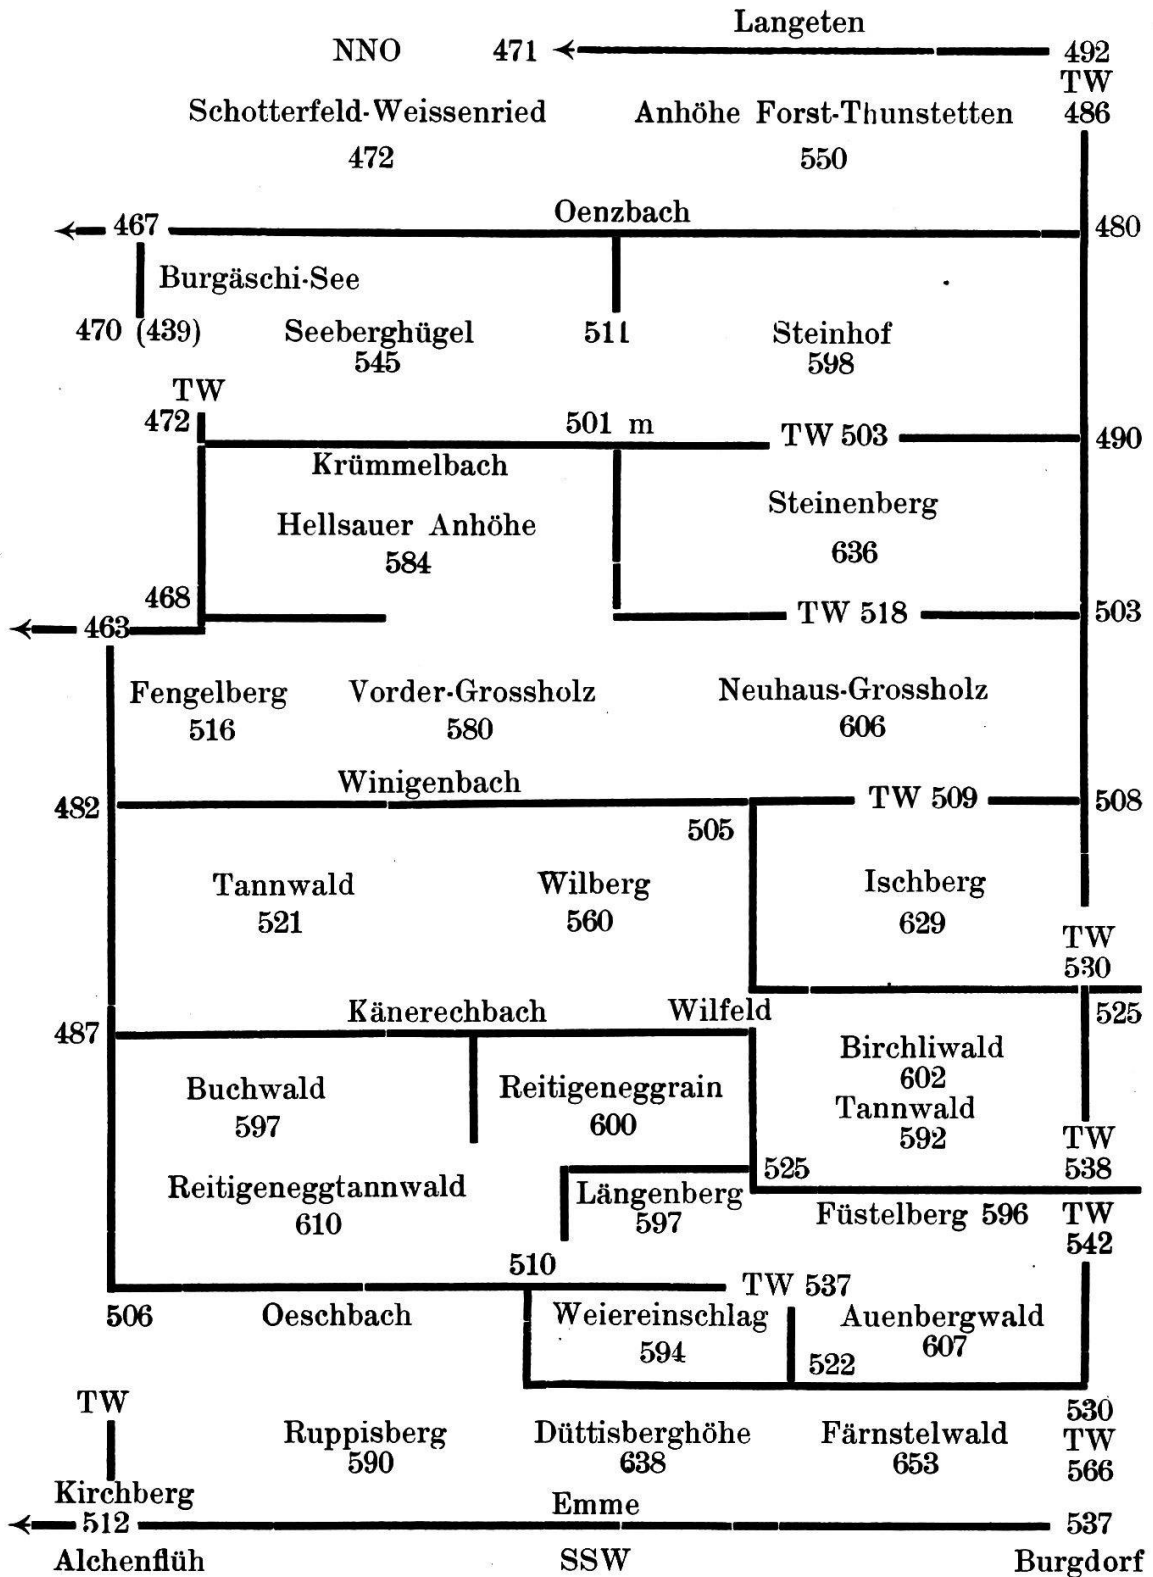 Langeten
NNO 471 492
TW
Schotterfeld-Weissenried Anhöhe Forst-Thunstetten 486
472 550
Oenzbach
467 480
Burgäschi-See
470 (439) Seeberghügel 511 Steinhof
545 598
TW
472 501 m TW 503 490
Krümmelbach
Steinenberg
Hellsauer Anhöhe
584 636
468 TW 518 503
463
Fengelberg Vorder-Grossholz Neuhaus-Grossholz
516 580 606
Winigenbach
482 TW 509 508
505
Tannwald Wilberg Ischberg
521 560 629
TW
530
Känerechbach Wilfeld 525
487
Birchliwald
602
Buchwald Reitigeneggrain Tannwald
597 600 592 TW
525 538
Reitigeneggtannwald Längenberg
610 597 Füstelberg 596 TW
542
510 TW 537
506 Oeschbach Weiereinschlag Auenbergwald
594 522 607
TW 530
Ruppisberg Düttisberghöhe Färnstelwald TW
590 638 653 566
Kirchberg Emme
512 537
Alchenflüh SSW Burgdorf